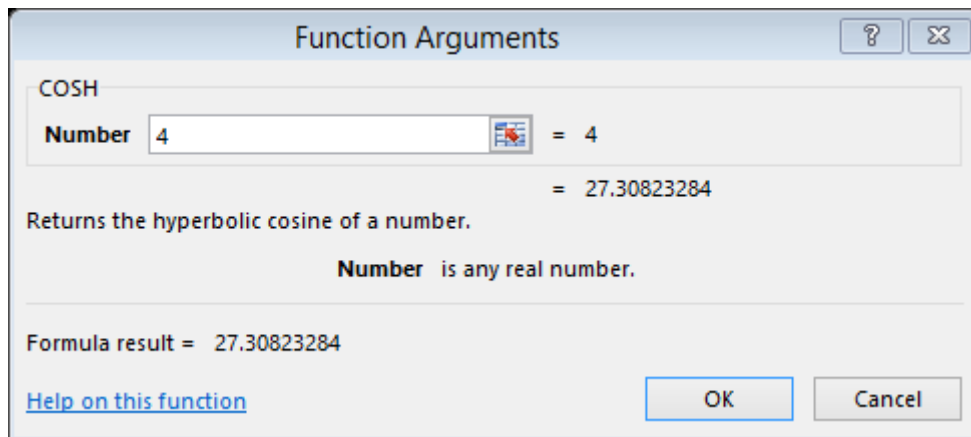 Function Arguments
COSH
Number 4 = 4
= 27.30823284
Returns the hyperbolic cosine of a number.
Number is any real number.
Formula result = 27.30823284
Help on this function OK Cancel